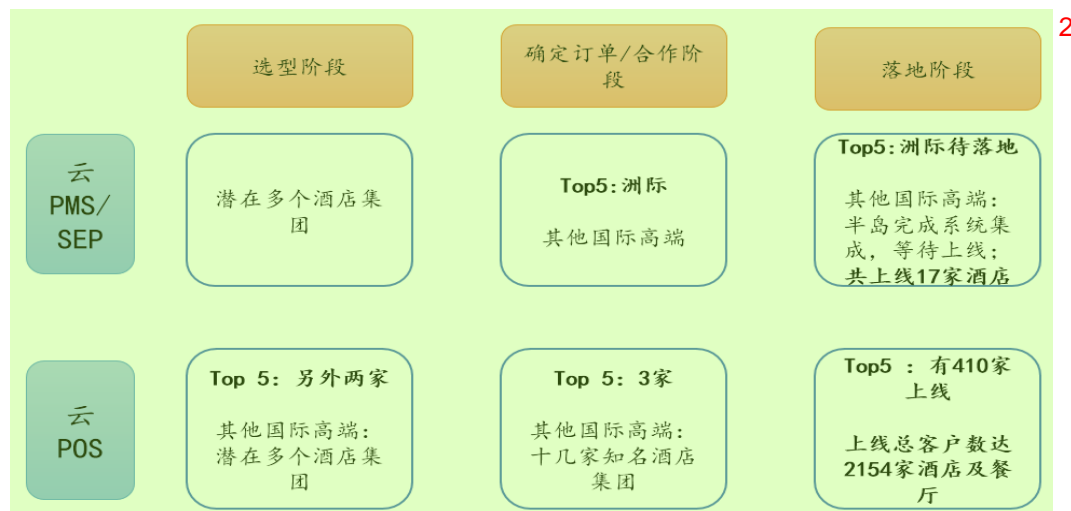 2
选型阶段
确定订单/合作阶
段
落地阶段
云
PMS/
SEP
潜在多个酒店集
团
Top5:洲际
其他国际高端
Top5:洲际待落地
其他国际高端:
半岛完成系统集
成，等待上线;
共上线17家酒店
云
POS
Top 5: 另外两家
其他国际高端:
潜在多个酒店集
团
Top 5: 3家
其他国际高端:
十几家知名酒店
集团
Top5 : 有410家
上线
上线总客户数达
2154家酒店及餐
厅